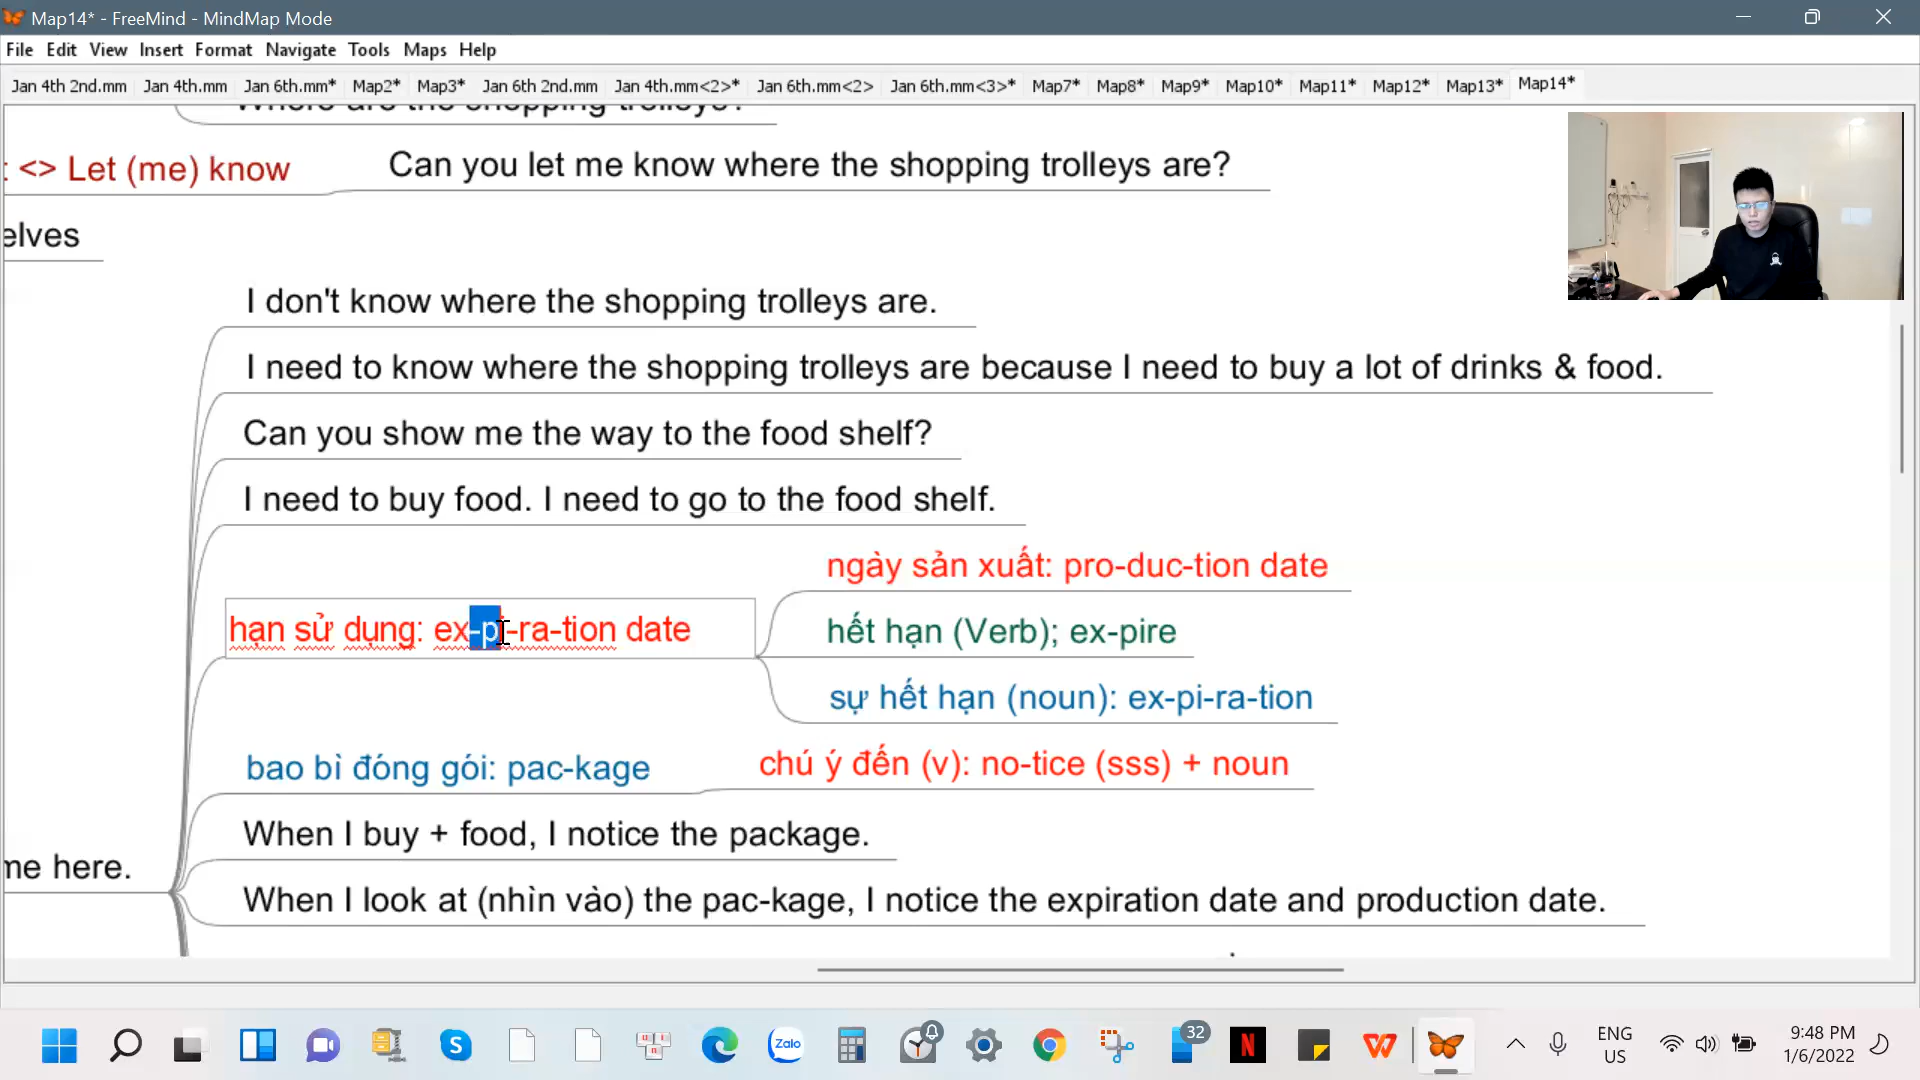 Map14* - FreeMind - MindMap Mode
File Edit View Insert Format Navigate Tools Maps Help
Jan 4th 2nd.mm Jan 4th.mm Jan 6th.mm* Map2* Map3* Jan 6th 2nd.mm Jan 4th.mm<2>* Jan 6th.mm<2> Jan 6th.mm<3>* Map7* Map8* Map9* Map10* Map11* Map12* Map13* Map14*
Where are the shopping trolleys?
: <> Let (me) know
Can you let me know where the shopping trolleys are?
elves
I don't know where the shopping trolleys are.
I need to know where the shopping trolleys are because I need to buy a lot of drinks & food.
Can you show me the way to the food shelf?
I need to buy food. I need to go to the food shelf.
ngày sản xuất: pro-duc-tion date
hạn sử dụng: ex-pi-ra-tion date
hết hạn (Verb); ex-pire
sự hết hạn (noun): ex-pi-ra-tion
bao bì đóng gói: pac-kage
chú ý đến (v): no-tice (sss) + noun
When I buy + food, I notice the package.
me here.
When I look at (nhìn vào) the pac-kage, I notice the expiration date and production date.
Zalo
32
N
ENG
US
9:48 PM
1/6/2022